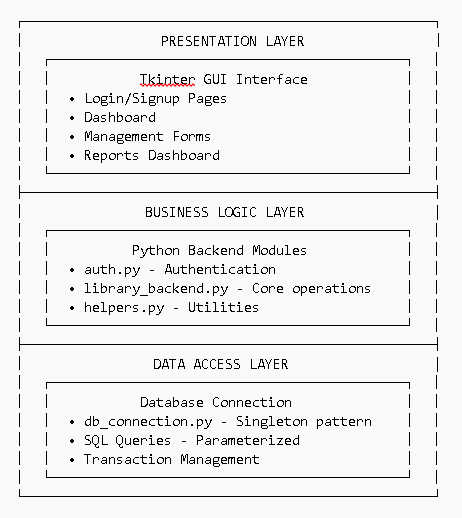 PRESENTATION LAYER
Tkinter GUI Interface
• Login/Signup Pages
• Dashboard
• Management Forms
• Reports Dashboard
BUSINESS LOGIC LAYER
Python Backend Modules
• auth.py - Authentication
• library_backend.py - Core operations
• helpers.py - Utilities
DATA ACCESS LAYER
Database Connection
• db_connection.py - Singleton pattern
• SQL Queries - Parameterized
• Transaction Management